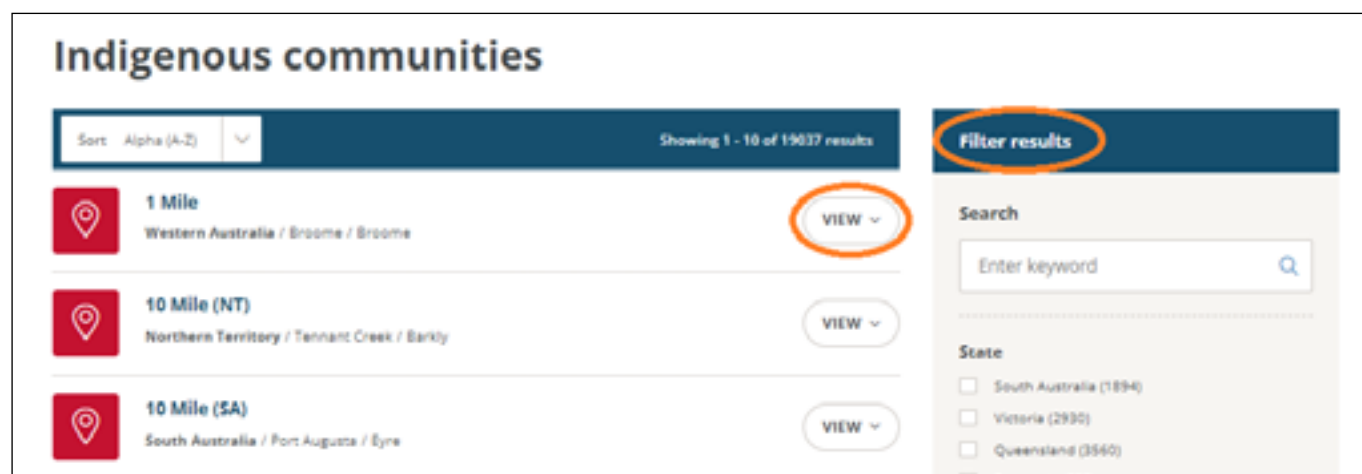 Indigenous communities
Sort Alpha (A-Z)
Showing 1 - 10 of 19037 results
1 Mile
Western Australia / Broome / Broome
VIEW
10 Mile (NT)
Northern Territory / Tennant Creek / Barkly
VIEW
10 Mile (SA)
South Australia / Port Augusta / Eyre
VIEW
Filter results
Search
Enter keyword
State
South Australia (1894)
Victoria (2930)
Queensland (3560)